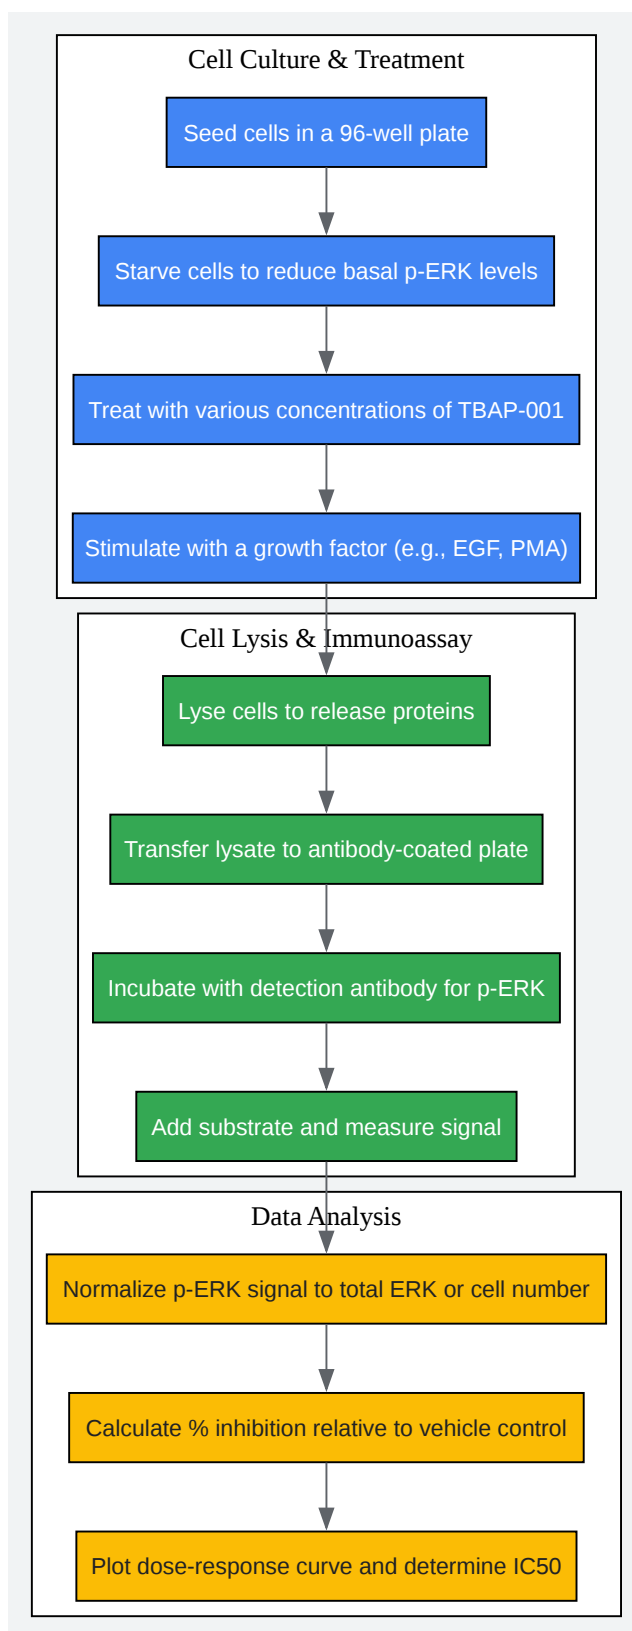 Cell Culture & Treatment
Seed cells in a 96-well plate
Starve cells to reduce basal p-ERK levels
Treat with various concentrations of TBAP-001
Stimulate with a growth factor (e.g., EGF, PMA)
Cell Lysis & Immunoassay
Lyse cells to release proteins
Transfer lysate to antibody-coated plate
Incubate with detection antibody for p-ERK
Add substrate and measure signal
Data Analysis
Normalize p-ERK signal to total ERK or cell number
Calculate % inhibition relative to vehicle control
Plot dose-response curve and determine IC50